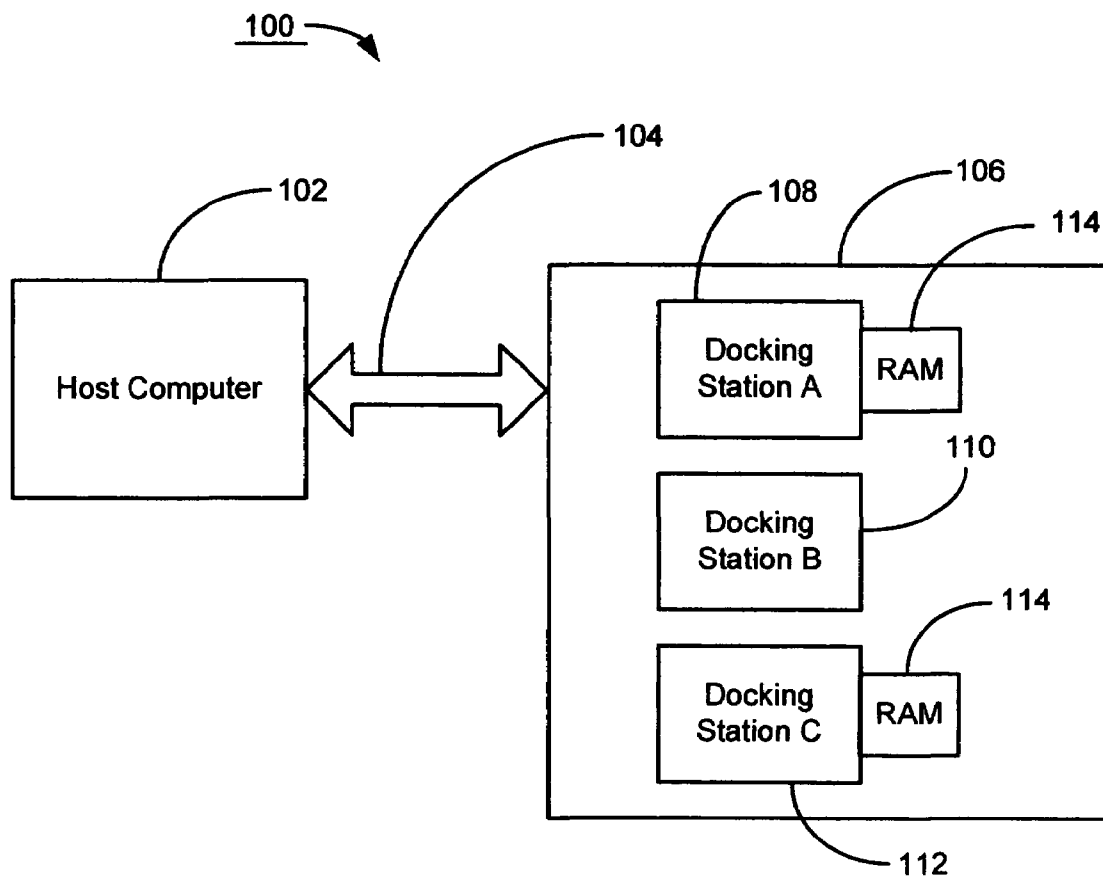 100
104
102
108
106
114
Host Computer
Docking
Station A
RAM
110
Docking
Station B
114
Docking
Station C
RAM
112